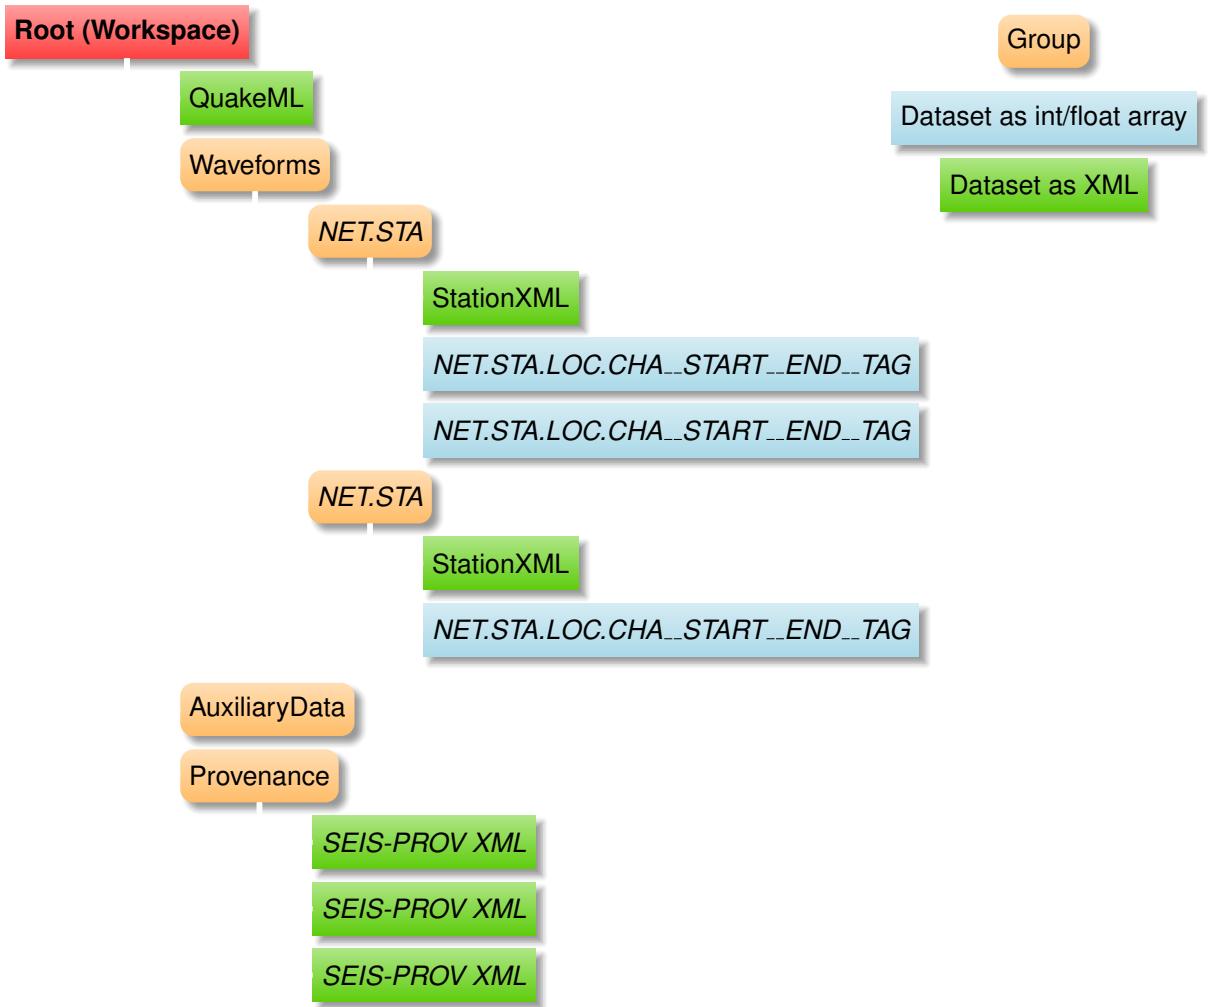 Root (Workspace)
QuakeML
Waveforms
NET.STA
StationXML
NET.STA.LOC.CHA__START__END__TAG
NET.STA.LOC.CHA__START__END__TAG
NET.STA
StationXML
NET.STA.LOC.CHA__START__END__TAG
AuxiliaryData
Provenance
SEIS-PROV XML
SEIS-PROV XML
SEIS-PROV XML
Group
Dataset as int/float array
Dataset as XML